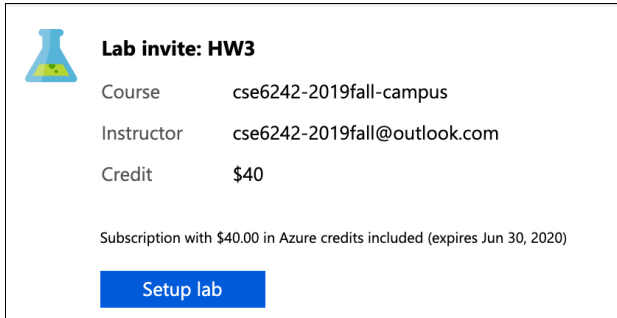 Lab invite: HW3
Course cse6242-2019fall-campus
Instructor cse6242-2019fall@outlook.com
Credit $40
Subscription with $40.00 in Azure credits included (expires Jun 30, 2020)
Setup lab